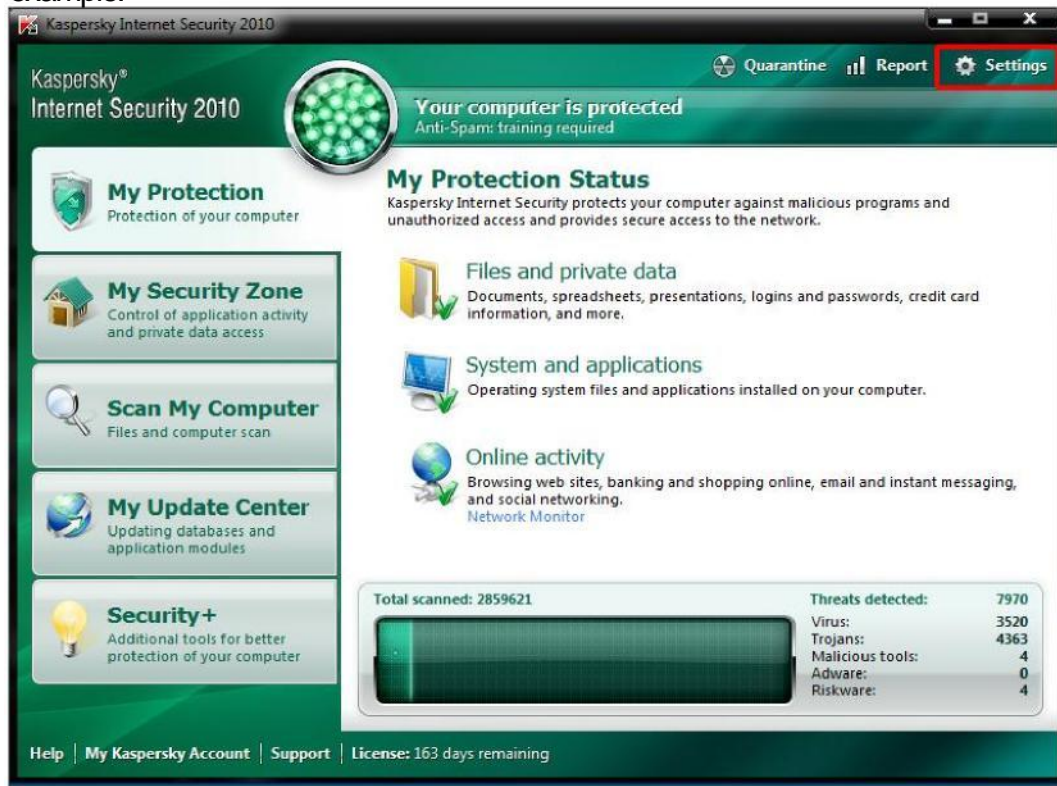 example:
Kaspersky Internet Security 2010
Quarantine Report Settings
Kaspersky®
Internet Security 2010
Your computer is protected
Anti-Spam: training required
My Protection
Protection of your computer
My Security Zone
Control of application activity
and private data access
Scan My Computer
Files and computer scan
My Update Center
Updating databases and
application modules
Security+
Additional tools for better
protection of your computer
My Protection Status
Kaspersky Internet Security protects your computer against malicious programs and
unauthorized access and provides secure access to the network.
Files and private data
Documents, spreadsheets, presentations, logins and passwords, credit card
information, and more.
System and applications
Operating system files and applications installed on your computer.
Online activity
Browsing web sites, banking and shopping online, email and instant messaging,
and social networking.
Network Monitor
Total scanned: 2859621
Threats detected: 7970
Virus: 3520
Trojans: 4363
Malicious tools: 4
Adware: 0
Riskware: 4
Help | My Kaspersky Account | Support | License: 163 days remaining